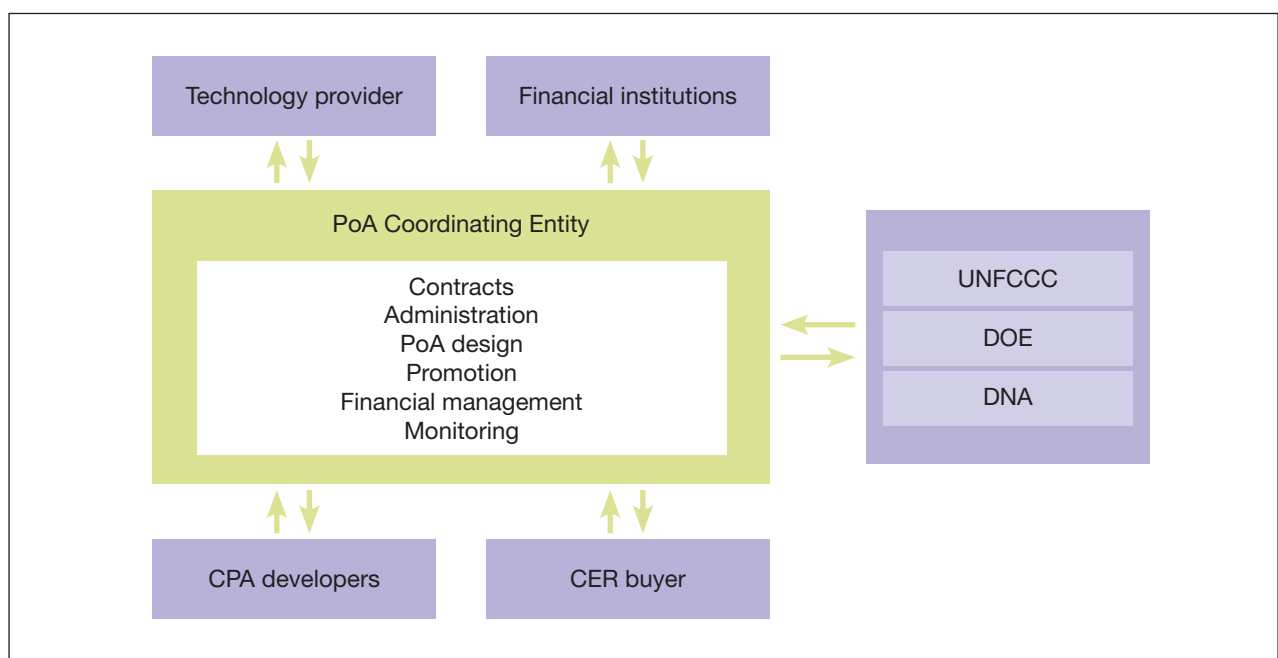 Technology provider
Financial institutions
PoA Coordinating Entity
Contracts
Administration
PoA design
Promotion
Financial management
Monitoring
UNFCCC
DOE
DNA
CPA developers
CER buyer